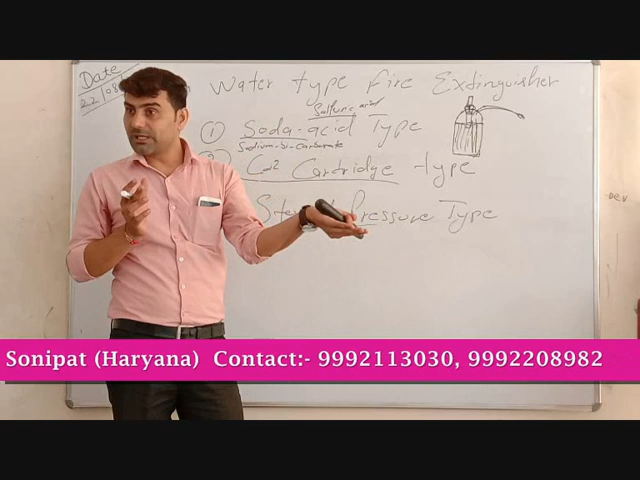 Date
22/08
Water type Fire Extinguisher
Sulfuric acid
① Soda-acid Type
Sodium-bi-carbonate
Co2 Cartridge type
Pressure Type
DEV
Sonipat (Haryana) Contact:- 9992113030, 9992208982